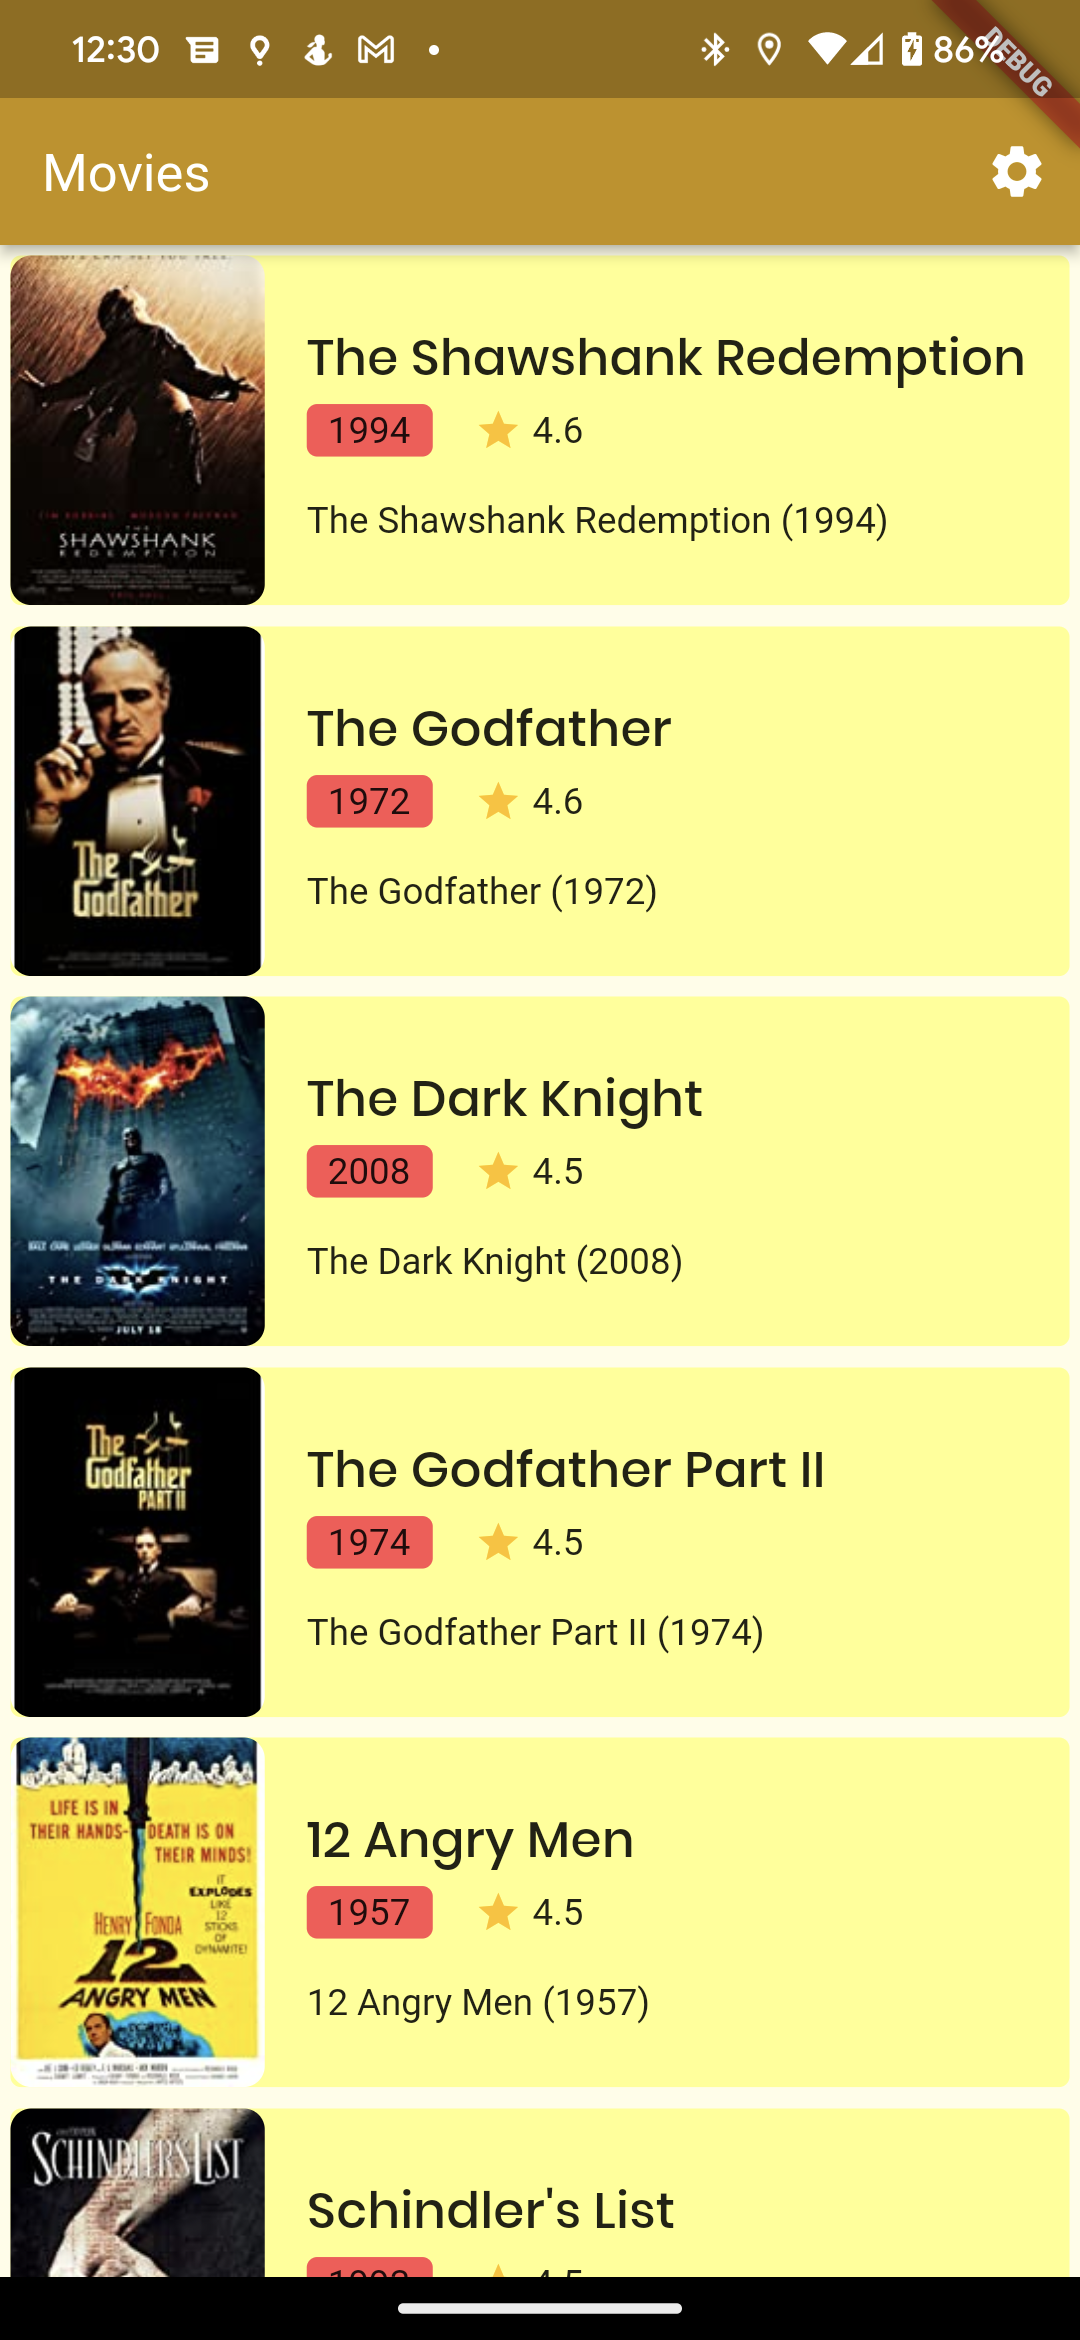 12:30
86%
DEBUG
Movies
SHAWSHANK
REDEMPTION
The Shawshank Redemption
1994
4.6
The Shawshank Redemption (1994)
The
Godfather
The Godfather
1972
4.6
The Godfather (1972)
THE DARK KNIGHT
JULY 18
The Dark Knight
2008
4.5
The Dark Knight (2008)
The
Godfather
PART II
The Godfather Part II
1974
4.5
The Godfather Part II (1974)
LIFE IS IN
THEIR HANDS- DEATH IS ON
THEIR MINDS!
IT
EXPLODES
LIKE
12
STICKS
OF
DYNAMITE!
HENRY FONDA
12
ANGRY MEN
12 Angry Men
1957
4.5
12 Angry Men (1957)
SCHINDLER'S LIST
Schindler's List
4.5